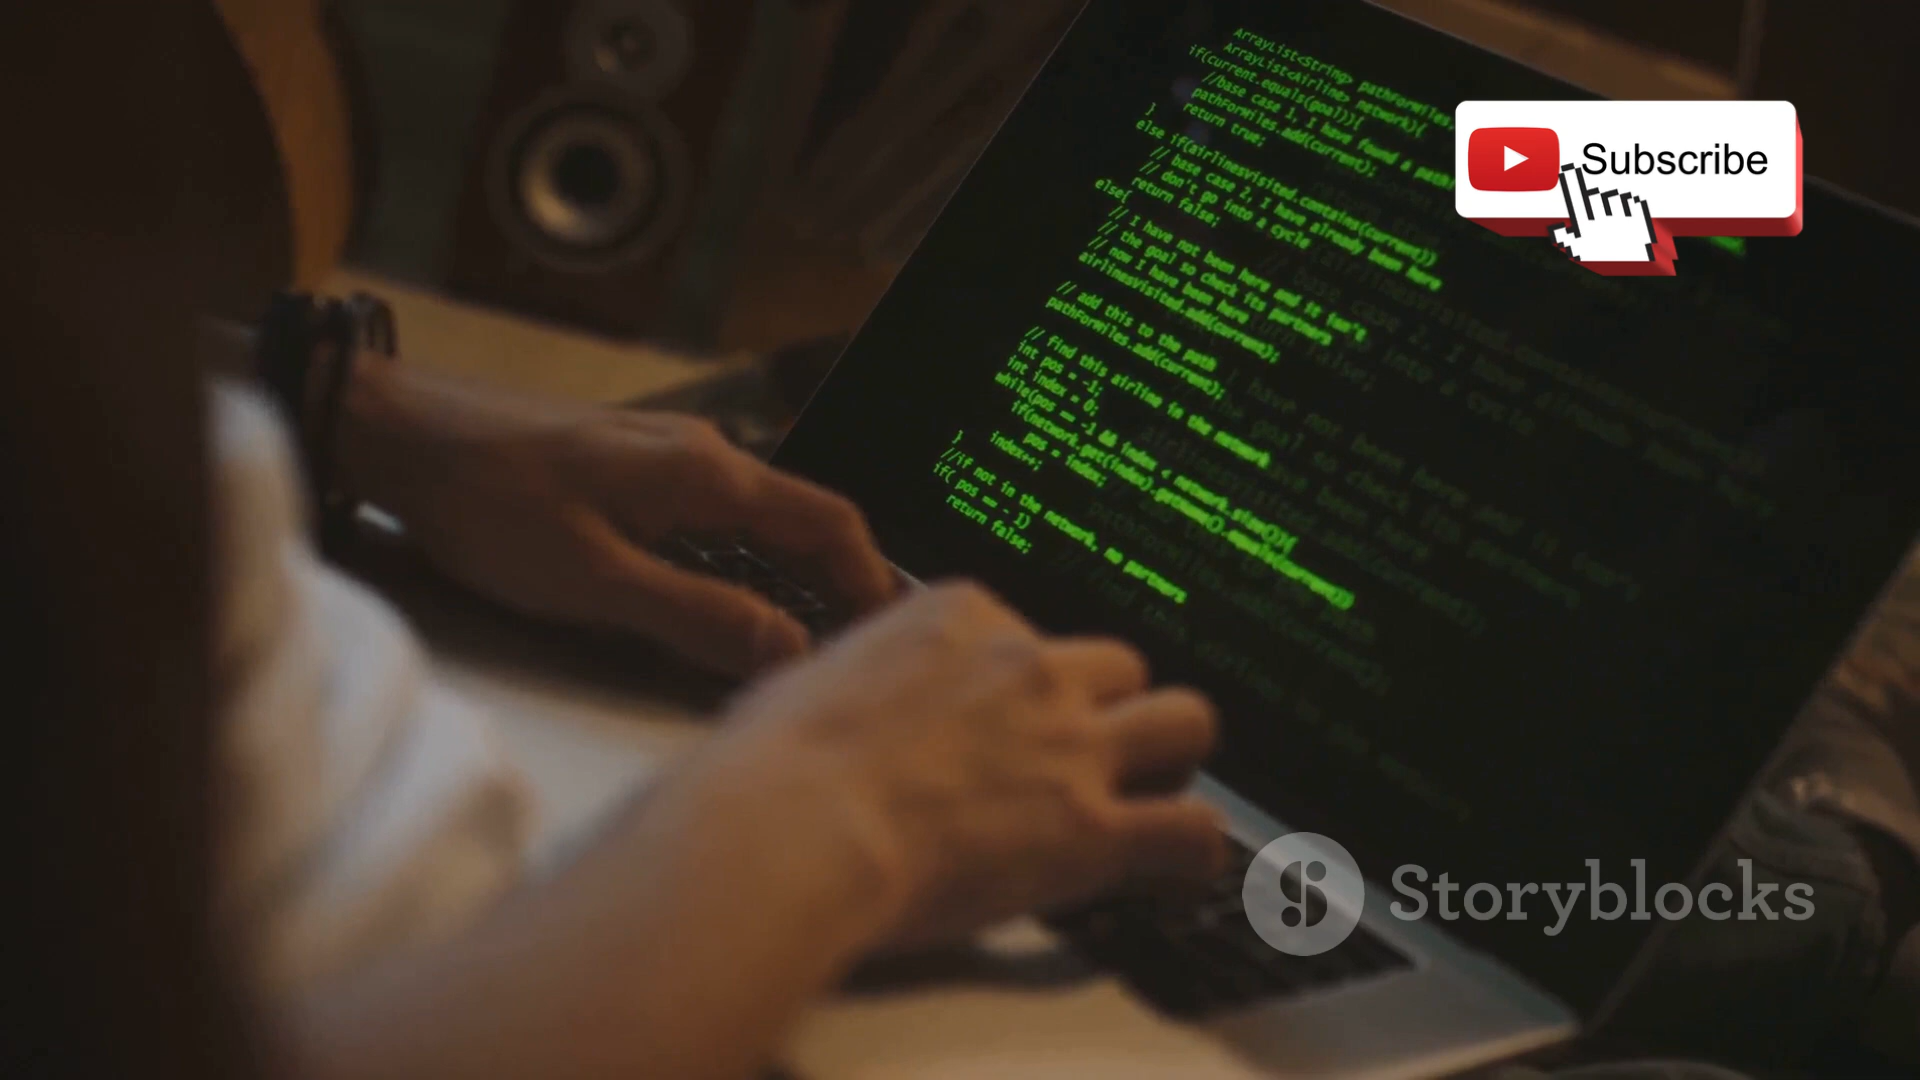 ArrayList<String> pathForMiles,
ArrayList<Airline> network){
if(current.equals(goal)){
//base case 1, I have found a path
pathForMiles.add(current);
return true;
}
else if(airlinesvisited.contains(current))
// base case 2, I have already been here
// don't go into a cycle
return false;
else{
// I have not been here and it isn't
// the goal so check its partners
// now I have been here
airlinesvisited.add(current);
// add this to the path
pathForMiles.add(current);
// find this airline in the network
int pos = -1;
int index = 0;
while(pos == -1 && index < network.size()){
if(network.get(index).getName().equals(current))
pos = index;
index++;
}
//if not in the network, no partners
if( pos == - 1)
return false;
Subscribe
Storyblocks